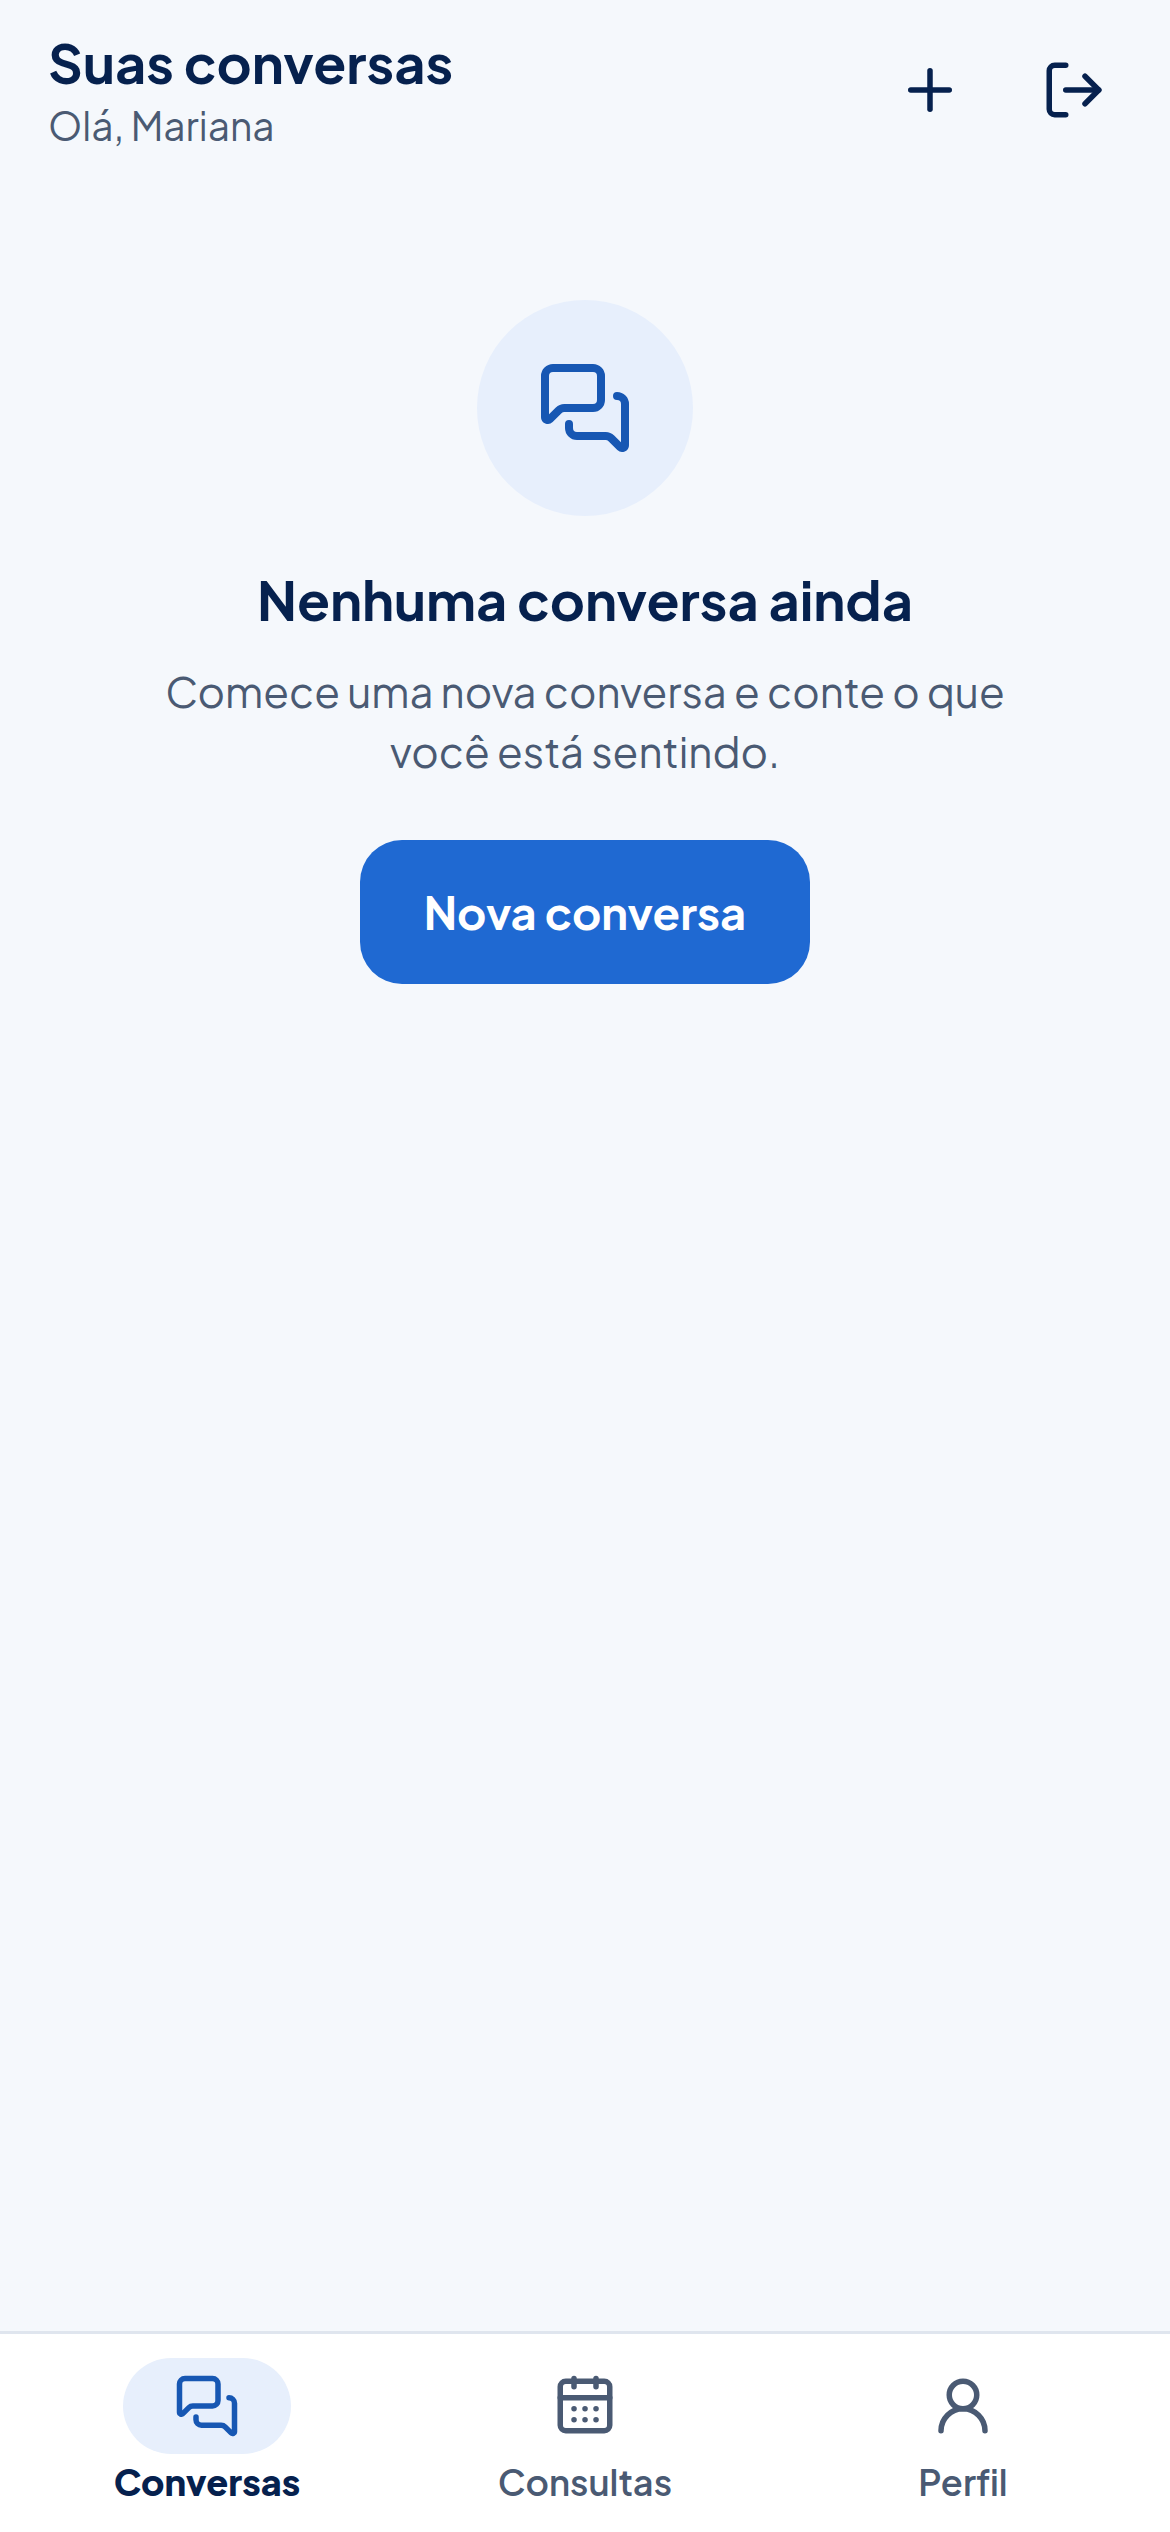 Suas conversas
Olá, Mariana
Nenhuma conversa ainda
Comece uma nova conversa e conte o que
você está sentindo.
Nova conversa
Conversas
Consultas
Perfil